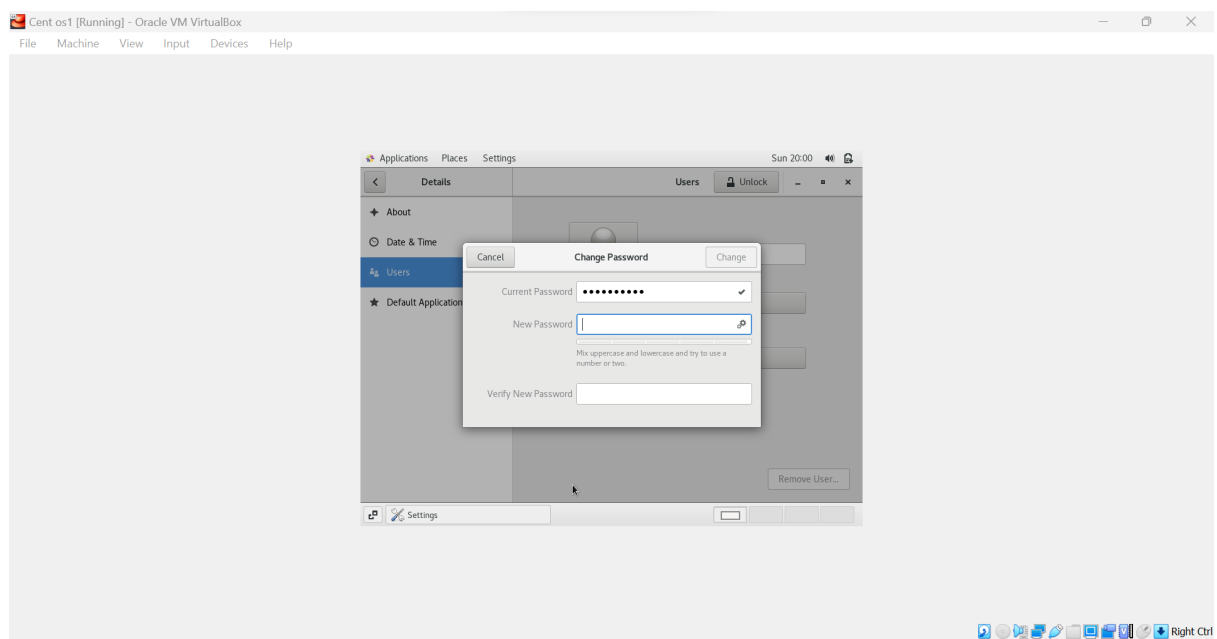 Cent os1 [Running] - Oracle VM VirtualBox
File Machine View Input Devices Help
Applications Places Settings Sun 20:00
Details Users Unlock
About
Date & Time
Users
Default Application
Cancel Change Password Change
Current Password ●●●●●●●●●●
New Password
Mix uppercase and lowercase and try to use a
number or two.
Verify New Password
Remove User...
Settings
Right Ctrl